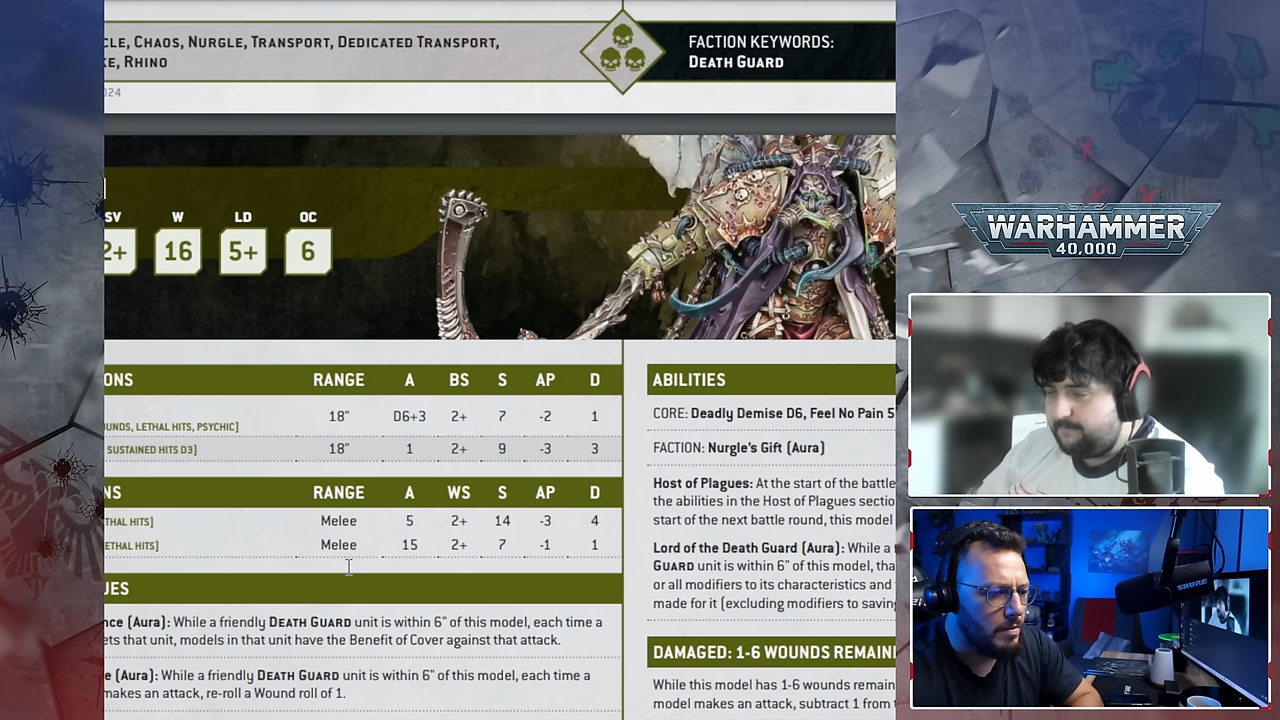 CLE, CHAOS, NURGLE, TRANSPORT, DEDICATED TRANSPORT,
KE, RHINO
FACTION KEYWORDS:
DEATH GUARD
024
SV W LD OC
2+ 16 5+ 6
WARHAMMER
40,000
ONS RANGE A BS S AP D
18" D6+3 2+ 7 -2 1
UNDS, LETHAL HITS, PSYCHIC]
SUSTAINED HITS D3] 18" 1 2+ 9 -3 3
NS RANGE A WS S AP D
THAL HITS] Melee 5 2+ 14 -3 4
LETHAL HITS] Melee 15 2+ 7 -1 1
UES
nce (Aura): While a friendly DEATH GUARD unit is within 6" of this model, each time a
ets that unit, models in that unit have the Benefit of Cover against that attack.
e (Aura): While a friendly DEATH GUARD unit is within 6" of this model, each time a
makes an attack, re-roll a Wound roll of 1.
ABILITIES
CORE: Deadly Demise D6, Feel No Pain 5
FACTION: Nurgle's Gift (Aura)
Host of Plagues: At the start of the battle
the abilities in the Host of Plagues sectio
start of the next battle round, this model
Lord of the Death Guard (Aura): While a f
GUARD unit is within 6" of this model, tha
or all modifiers to its characteristics and
made for it (excluding modifiers to saving
DAMAGED: 1-6 WOUNDS REMAIN
While this model has 1-6 wounds remain
model makes an attack, subtract 1 from t
SHURE